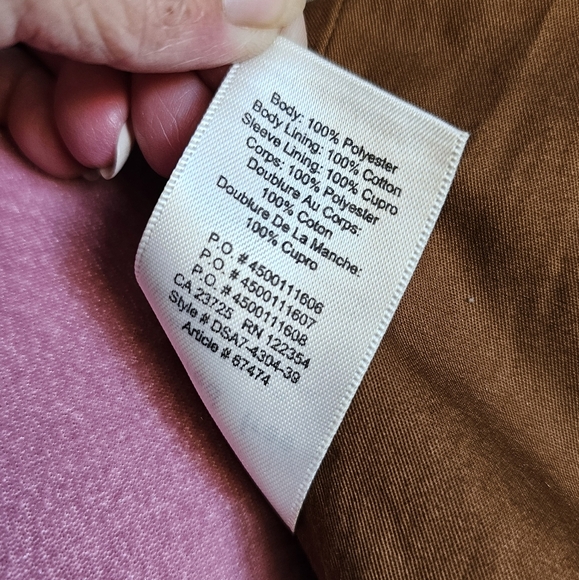 Body: 100% Polyester
Body Lining: 100% Cotton
Sleeve Lining: 100% Cupro
Corps: 100% Polyester
Doublure Au Corps:
100% Coton
Doublure De La Manche:
100% Cupro
P.O. # 4500111606
P.O. # 4500111607
P.O. # 4500111608
CA 23725 RN 122354
Style # DSA7-4304-39
Article # 67474